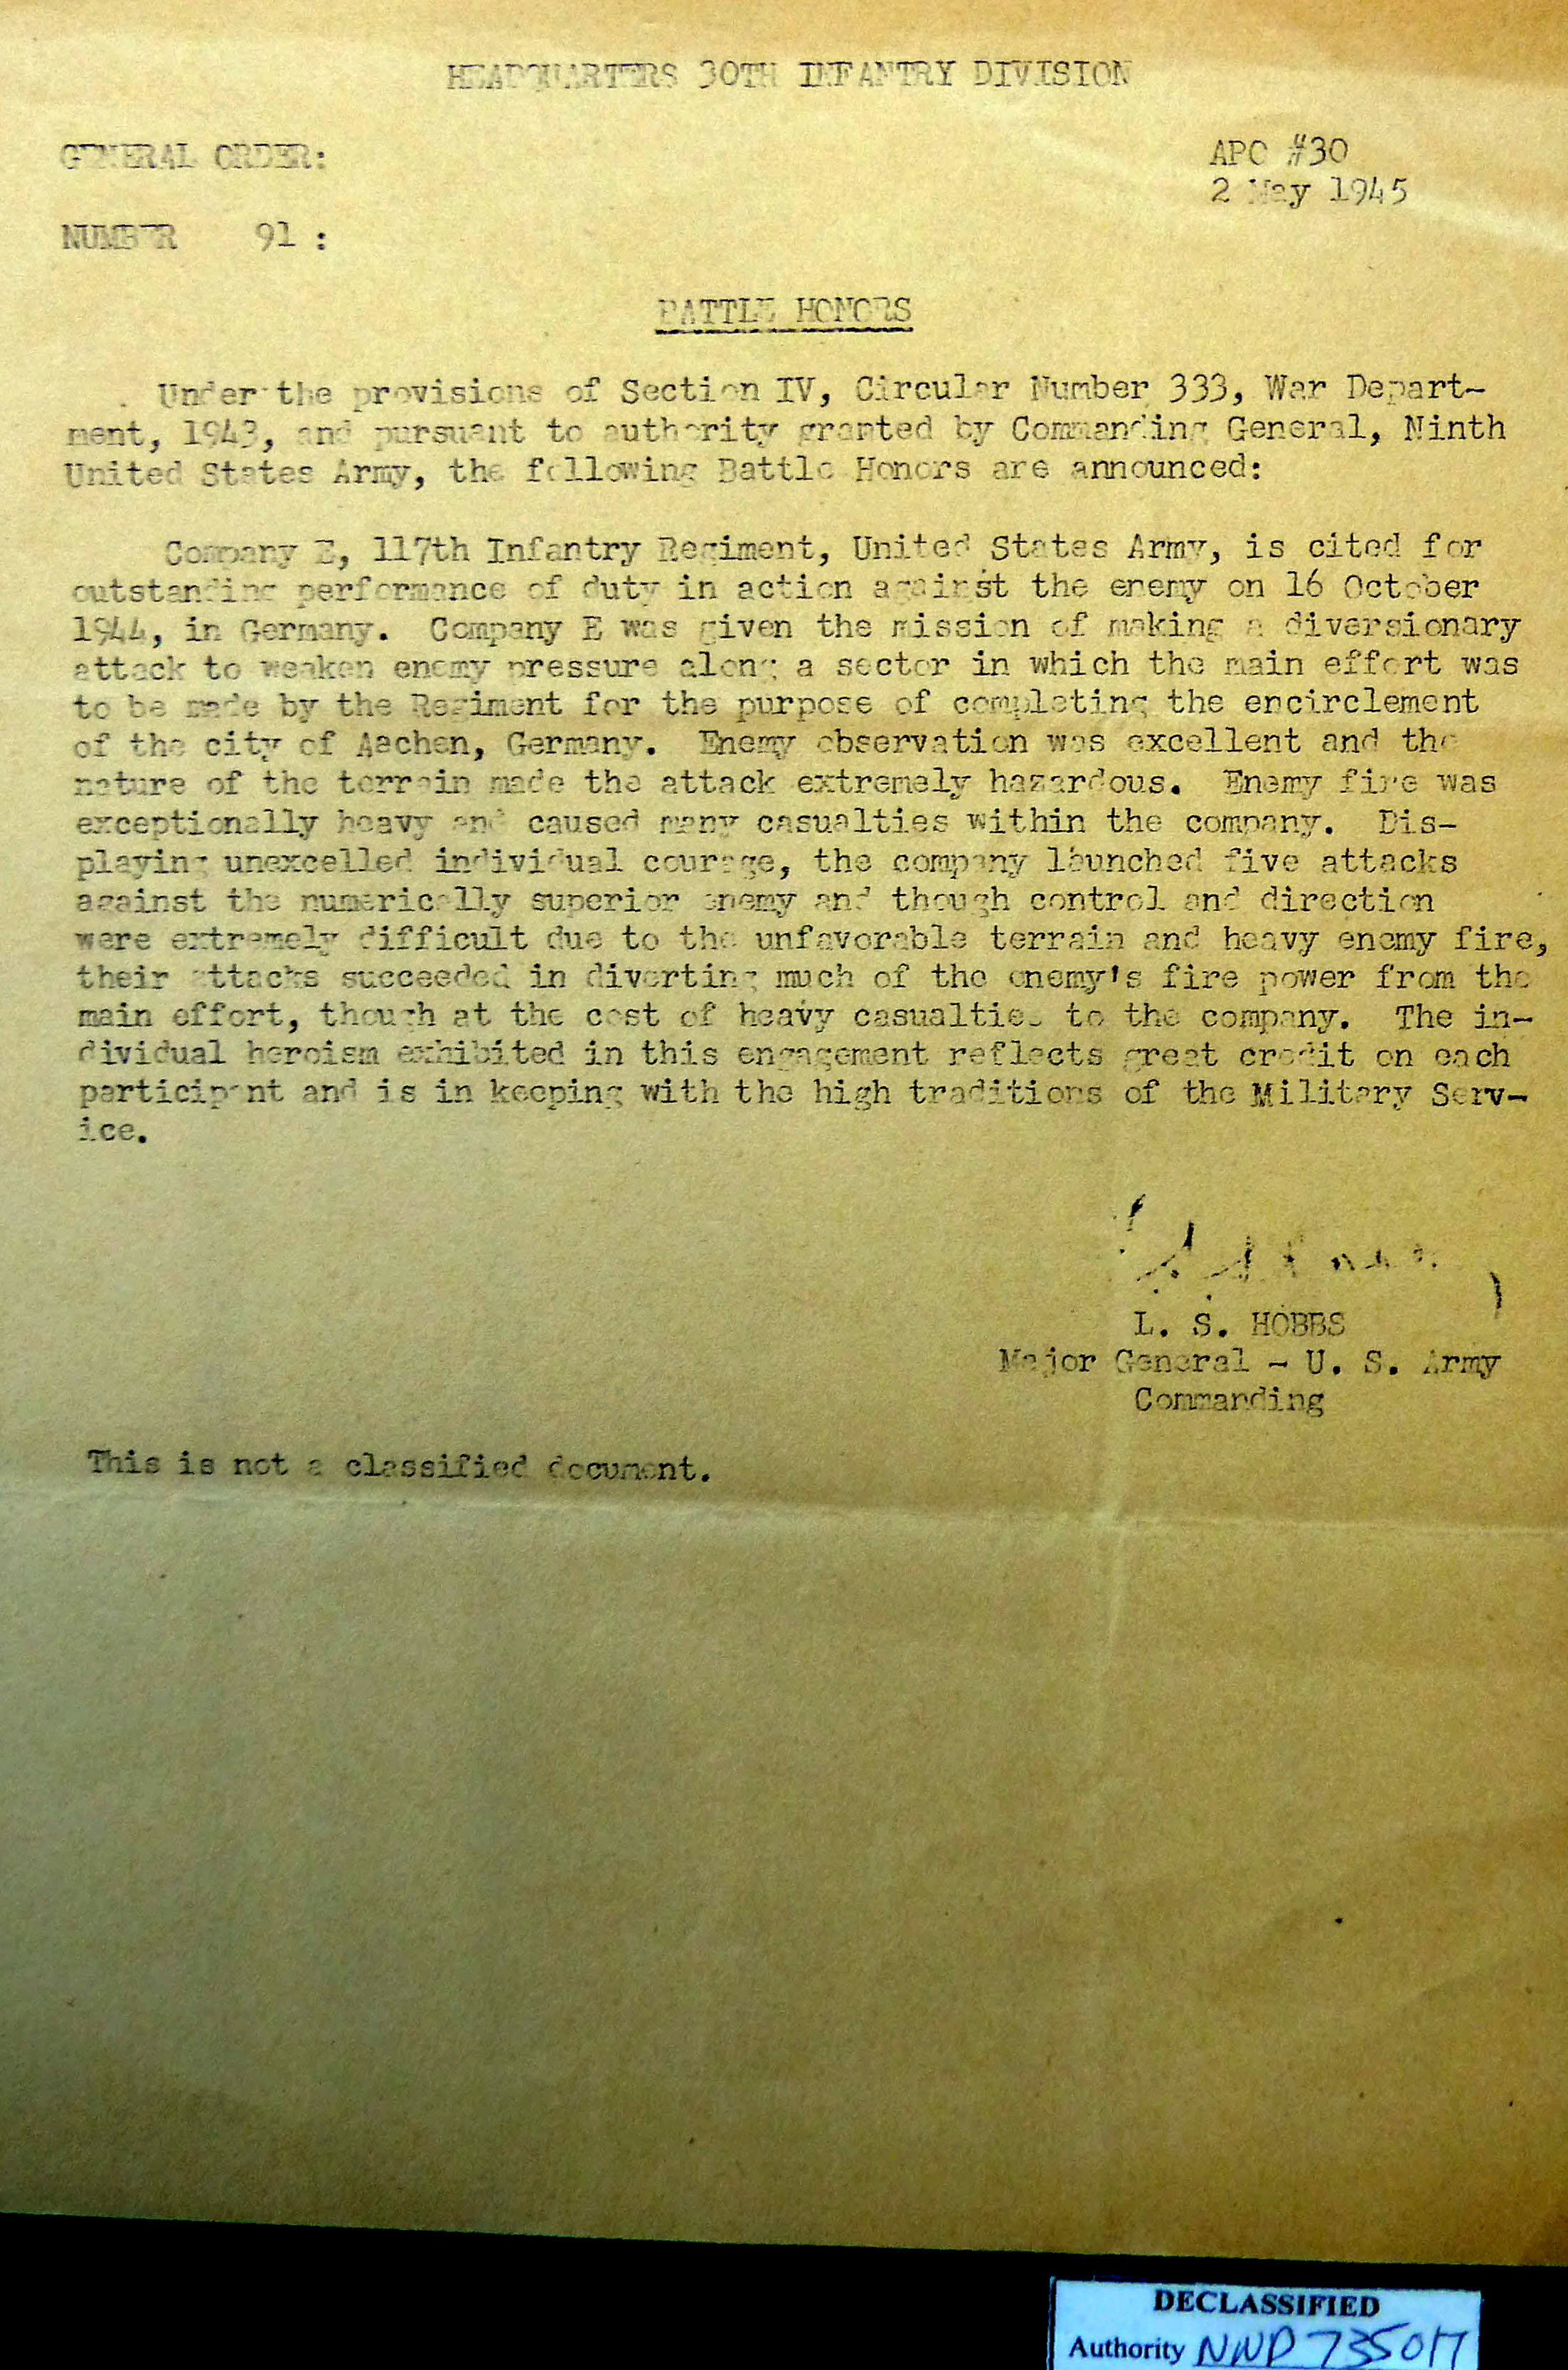 HEADQUARTERS 30TH INFANTRY DIVISION
GENERAL ORDER:
APO #30
2 May 1945
NUMBER 91 :
BATTLE HONORS
Under the provisions of Section IV, Circular Number 333, War Depart-
ment, 1943, and pursuant to authority granted by Commanding General, Ninth
United States Army, the following Battle Honors are announced:
Company E, 117th Infantry Regiment, United States Army, is cited for
outstanding performance of duty in action against the enemy on 16 October
1944, in Germany. Company E was given the mission of making a diversionary
attack to weaken enemy pressure along a sector in which the main effort was
to be made by the Regiment for the purpose of completing the encirclement
of the city of Aachen, Germany. Enemy observation was excellent and the
nature of the terrain made the attack extremely hazardous. Enemy fire was
exceptionally heavy and caused many casualties within the company. Dis-
playing unexcelled individual courage, the company launched five attacks
against the numerically superior enemy and though control and direction
were extremely difficult due to the unfavorable terrain and heavy enemy fire,
their attacks succeeded in diverting much of the enemy's fire power from the
main effort, though at the cost of heavy casualties to the company. The in-
dividual heroism exhibited in this engagement reflects great credit on each
participant and is in keeping with the high traditions of the Military Serv-
ice.
L. S. HOBBS
Major General - U. S. Army
Commanding
This is not a classified document.
DECLASSIFIED
Authority NND 735017